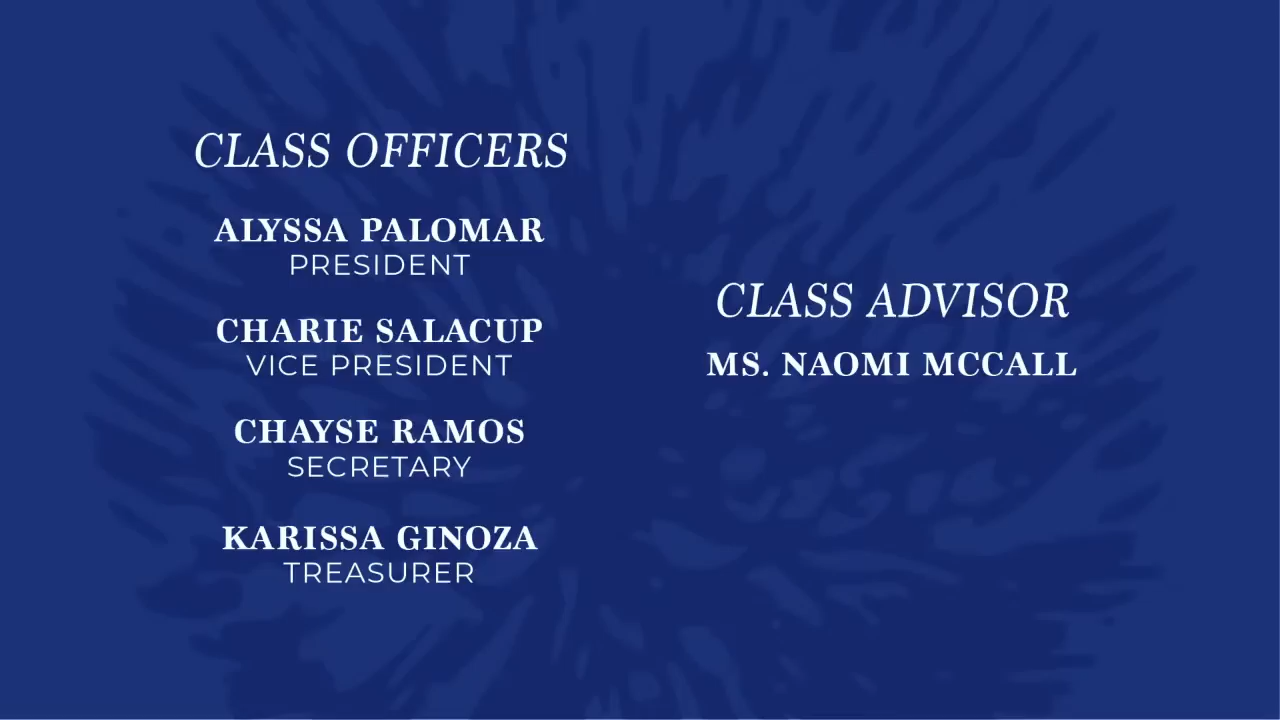 CLASS OFFICERS
ALYSSA PALOMAR
PRESIDENT
CHARIE SALACUP
VICE PRESIDENT
CHAYSE RAMOS
SECRETARY
KARISSA GINOZA
TREASURER
CLASS ADVISOR
MS. NAOMI MCCALL